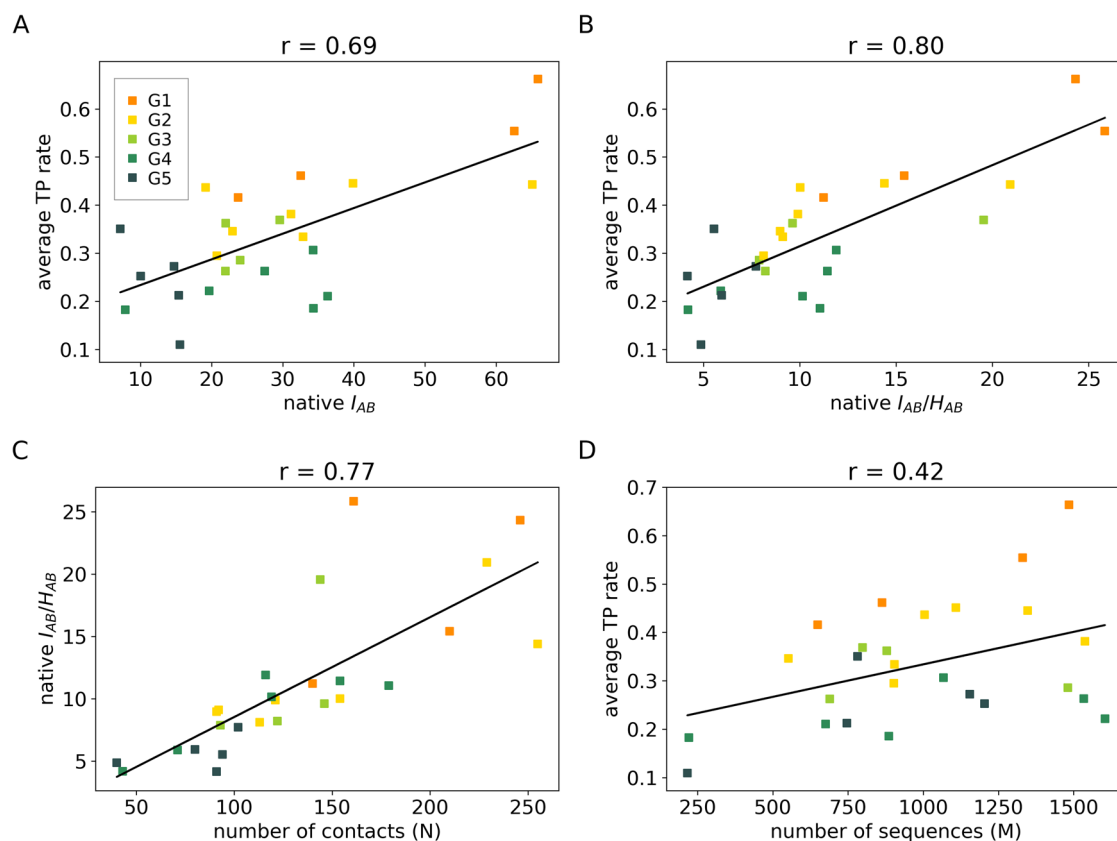 A
r = 0.69
average TP rate
0.6
0.5
0.4
0.3
0.2
0.1
G1
G2
G3
G4
G5
10 20 30 40 50 60
native I_AB
B
r = 0.80
average TP rate
0.6
0.5
0.4
0.3
0.2
0.1
5 10 15 20 25
native I_AB/H_AB
C
r = 0.77
native I_AB/H_AB
25
20
15
10
5
50 100 150 200 250
number of contacts (N)
D
r = 0.42
average TP rate
0.7
0.6
0.5
0.4
0.3
0.2
0.1
250 500 750 1000 1250 1500
number of sequences (M)